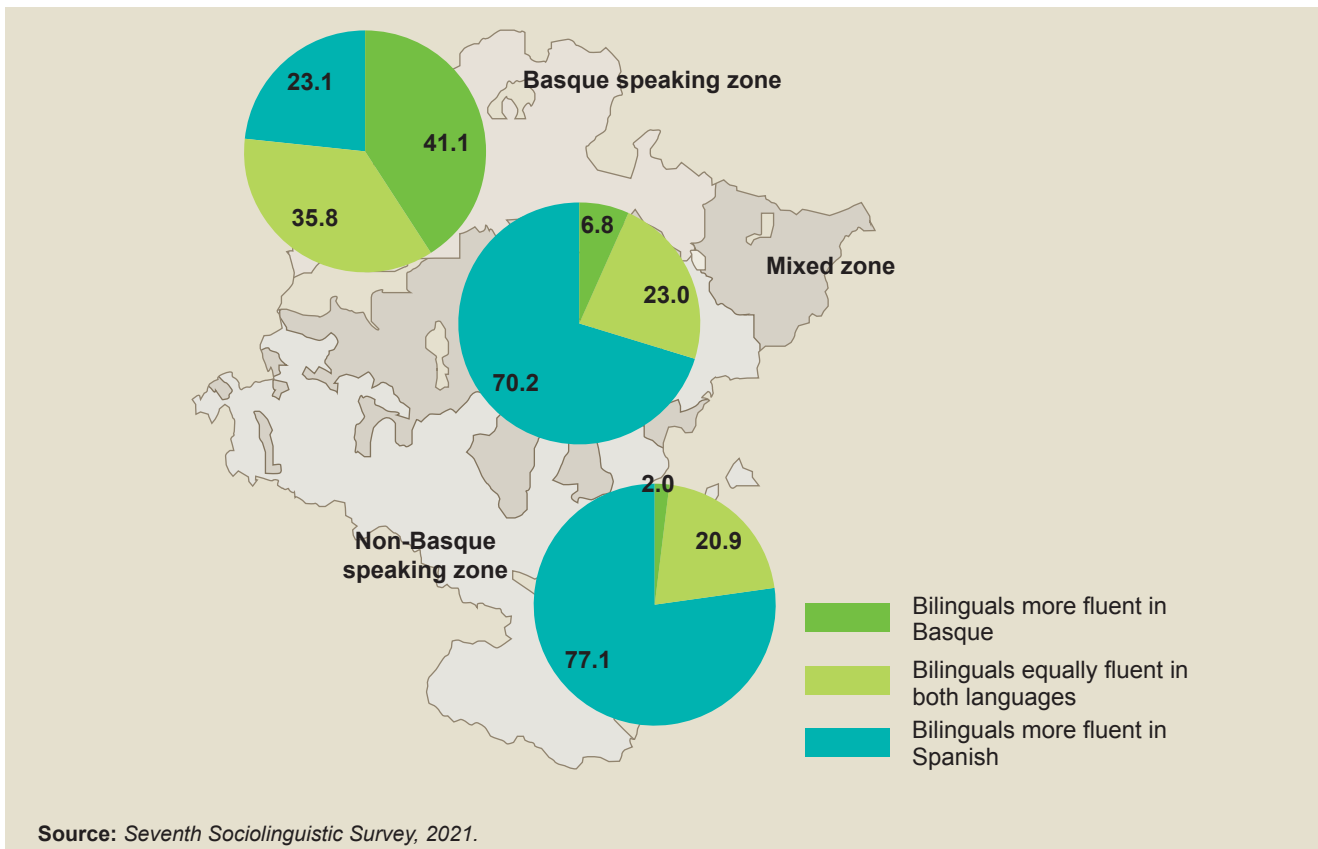 Basque speaking zone
23.1
41.1
35.8
6.8
23.0
70.2
Mixed zone
2.0
20.9
77.1
Non-Basque
speaking zone
Bilinguals more fluent in
Basque
Bilinguals equally fluent in
both languages
Bilinguals more fluent in
Spanish
Source: Seventh Sociolinguistic Survey, 2021.